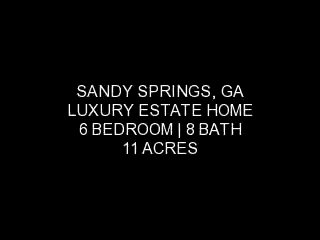 SANDY SPRINGS, GA
LUXURY ESTATE HOME
6 BEDROOM | 8 BATH
11 ACRES